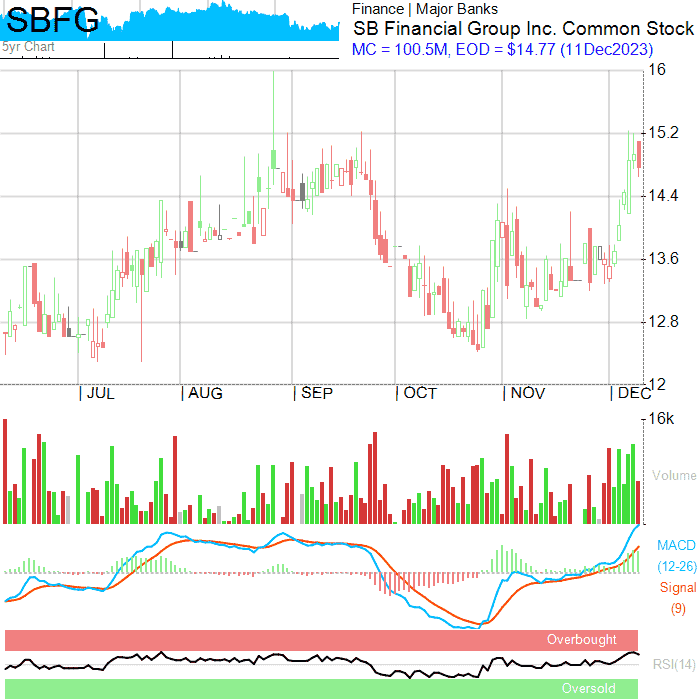 SBFG
Finance | Major Banks
SB Financial Group Inc. Common Stock
5yr Chart
MC = 100.5M, EOD = $14.77 (11Dec2023)
16
15.2
14.4
13.6
12.8
12
| JUL | AUG | SEP | OCT | NOV | DEC
16k
Volume
MACD
(12-26)
Signal
(9)
Overbought
RSI(14)
Oversold